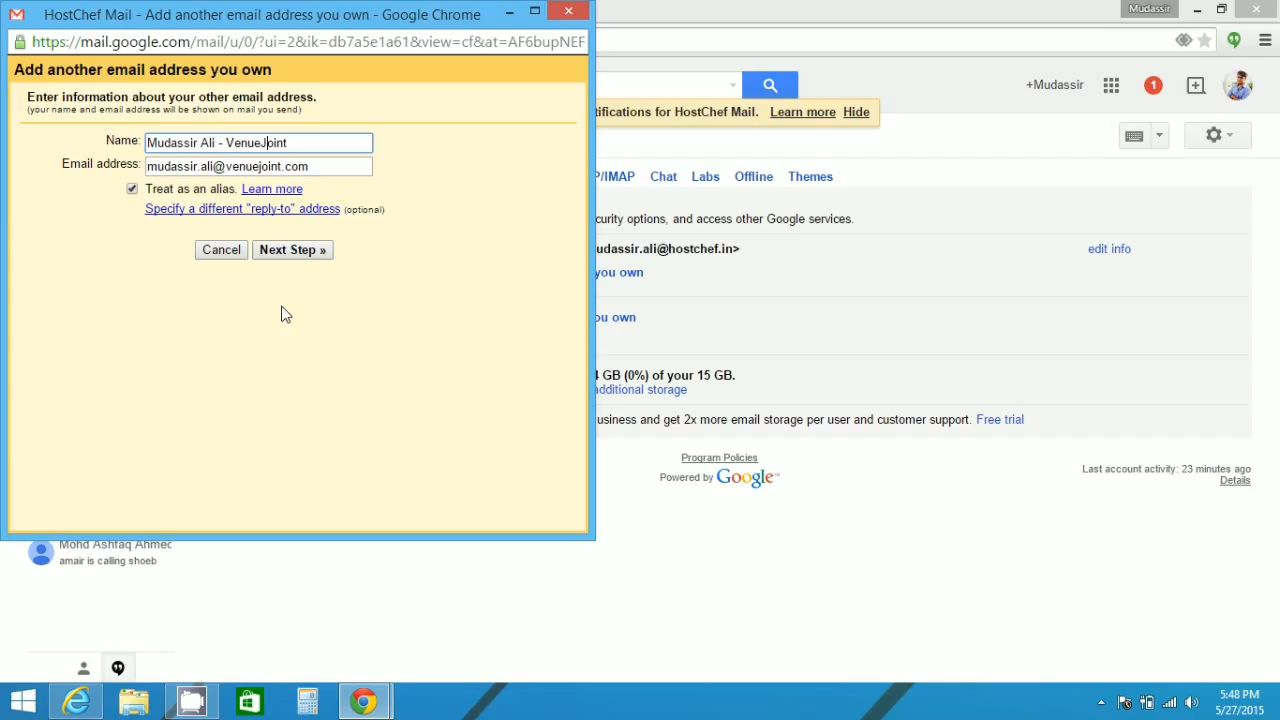 HostChef Mail - Add another email address you own - Google Chrome
https://mail.google.com/mail/u/0/?ui=2&ik=db7a5e1a61&view=cf&at=AF6bupNEF
Add another email address you own
Enter information about your other email address.
(your name and email address will be shown on mail you send)
Name: Mudassir Ali - VenueJoint
Email address: mudassir.ali@venuejoint.com
Treat as an alias. Learn more
Specify a different "reply-to" address (optional)
Cancel Next Step »
Mudassir
+Mudassir 1
tifications for HostChef Mail. Learn more Hide
P/IMAP Chat Labs Offline Themes
curity options, and access other Google services.
udassir.ali@hostchef.in> edit info
you own
ou own
GB (0%) of your 15 GB.
additional storage
usiness and get 2x more email storage per user and customer support. Free trial
Program Policies
Powered by Google™
Last account activity: 23 minutes ago
Details
Mohd Ashfaq Ahmed
amair is calling shoeb
5:48 PM
5/27/2015